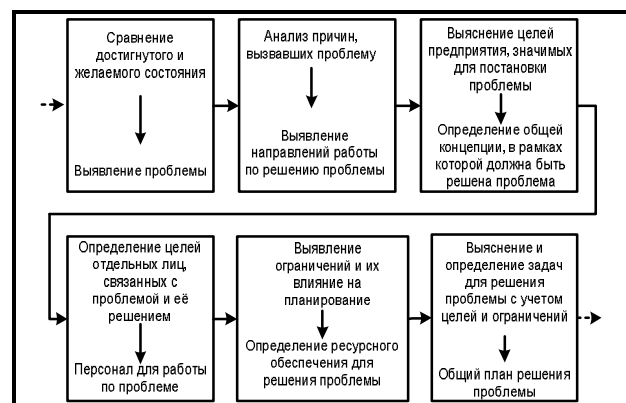 Сравнение
достигнутого и
желаемого состояния
Выявление проблемы
Анализ причин,
вызвавших проблему
Выявление
направлений работы
по решению проблемы
Выяснение целей
предприятия, значимых
для постановки
проблемы
Определение общей
концепции, в рамках
которой должна быть
решена проблема
Определение целей
отдельных лиц,
связанных с
проблемой и её
решением
Персонал для работы
по проблеме
Выявление
ограничений и их
влияние на
планирование
Определение ресурсного
обеспечения для
решения проблемы
Выяснение и
определение задач
для решения
проблемы с учетом
целей и ограничений
Общий план решения
проблемы